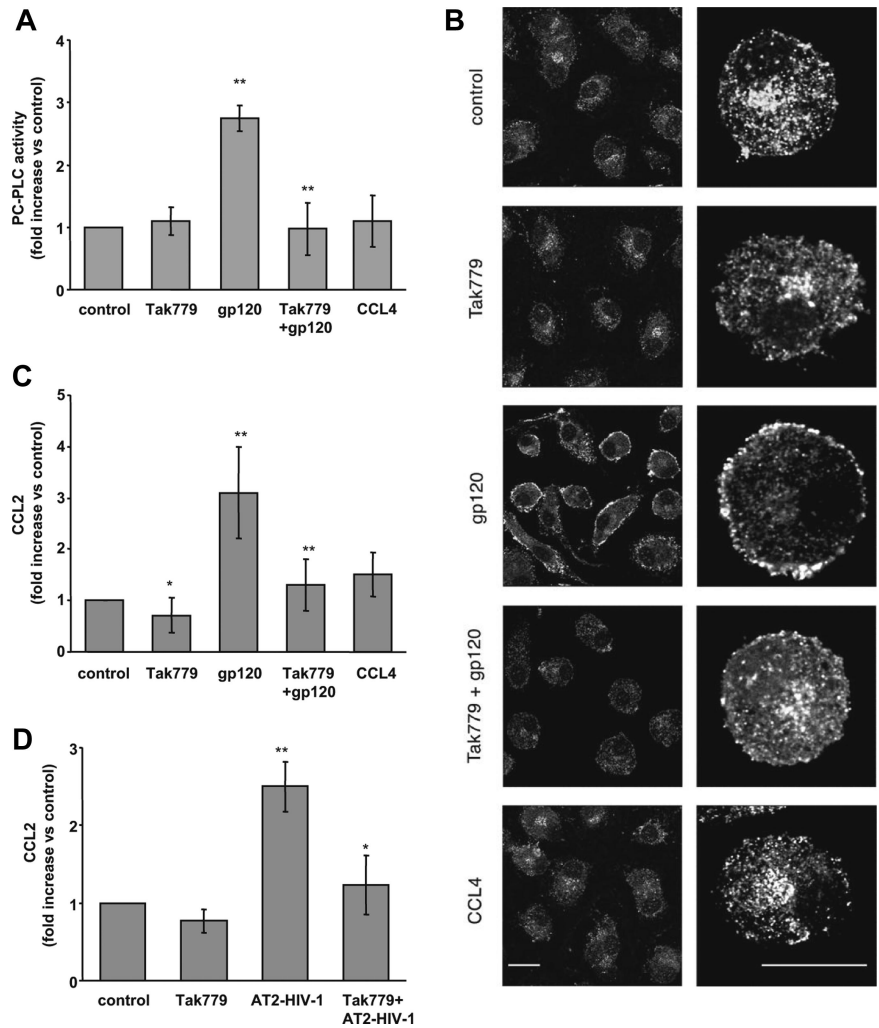 A
PC-PLC activity
(fold increase vs control)
4
3
2
1
0
**
**
control
Tak779
gp120
Tak779
+gp120
CCL4
B
control
Tak779
gp120
Tak779 + gp120
CCL4
C
CCL2
(fold increase vs control)
5
4
3
2
1
0
*
**
**
control
Tak779
gp120
Tak779
+gp120
CCL4
D
CCL2
(fold increase vs control)
3
2
1
0
**
*
control
Tak779
AT2-HIV-1
Tak779+
AT2-HIV-1